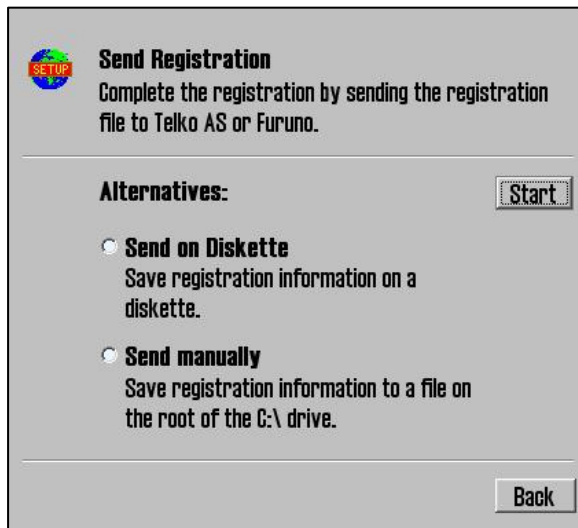 SETUP
Send Registration
Complete the registration by sending the registration
file to Telko AS or Furuno.
Alternatives:
Start
Send on Diskette
Save registration information on a
diskette.
Send manually
Save registration information to a file on
the root of the C:\ drive.
Back